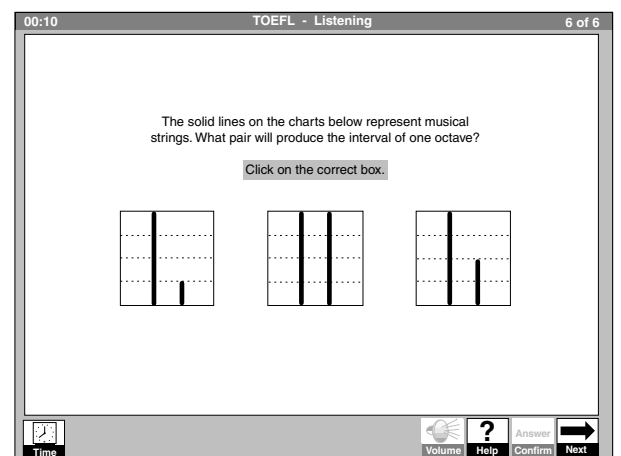 00:10 TOEFL - Listening 6 of 6
The solid lines on the charts below represent musical
strings. What pair will produce the interval of one octave?
Click on the correct box.
Time Volume ? Help Answer Confirm Next